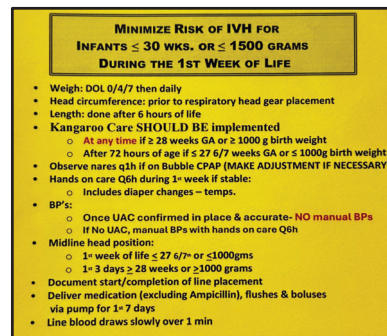 MINIMIZE RISK OF IVH FOR
INFANTS ≤ 30 WKS. OR ≤ 1500 GRAMS
DURING THE 1ST WEEK OF LIFE
• Weigh: DOL 0/4/7 then daily
• Head circumference: prior to respiratory head gear placement
• Length: done after 6 hours of life
• Kangaroo Care SHOULD BE implemented
o At any time if ≥ 28 weeks GA or ≥ 1000 g birth weight
o After 72 hours of age if ≤ 27 6/7 weeks GA or ≤ 1000g birth weight
• Observe nares q1h if on Bubble CPAP (MAKE ADJUSTMENT IF NECESSARY
• Hands on care Q6h during 1st week if stable:
o Includes diaper changes – temps.
• BP's:
o Once UAC confirmed in place & accurate- NO manual BPs
o If No UAC, manual BPs with hands on care Q6h
• Midline head position:
o 1st week of life ≤ 27 6/7th or ≤1000gms
o 1st 3 days ≥ 28 weeks or ≥1000 grams
• Document start/completion of line placement
• Deliver medication (excluding Ampicillin), flushes & boluses
via pump for 1st 7 days
• Line blood draws slowly over 1 min